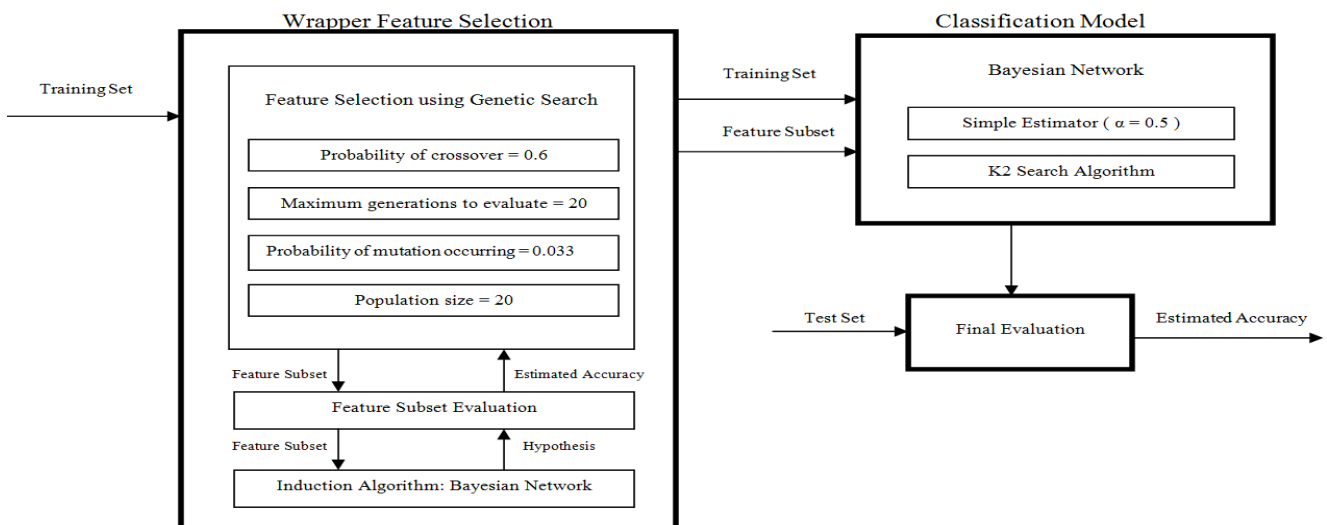 Wrapper Feature Selection
Training Set
Feature Selection using Genetic Search
Probability of crossover = 0.6
Maximum generations to evaluate = 20
Probability of mutation occurring = 0.033
Population size = 20
Feature Subset
Estimated Accuracy
Feature Subset Evaluation
Feature Subset
Hypothesis
Induction Algorithm: Bayesian Network
Training Set
Feature Subset
Classification Model
Bayesian Network
Simple Estimator ( α = 0.5 )
K2 Search Algorithm
Test Set
Final Evaluation
Estimated Accuracy